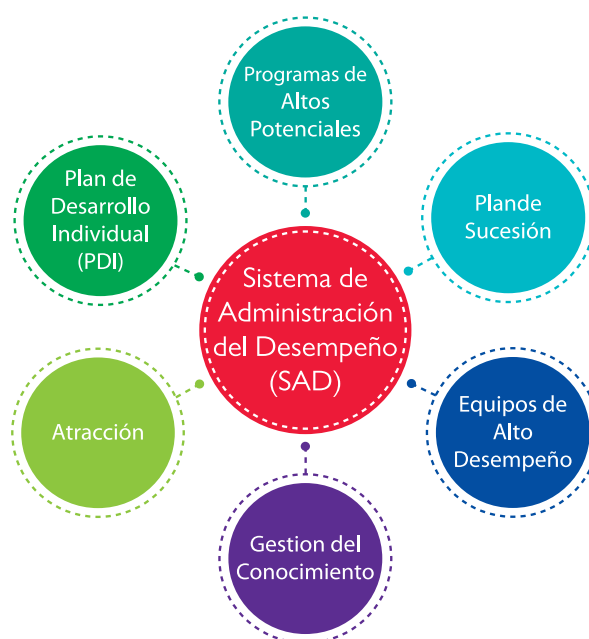 Programas de
Altos
Potenciales
Plan de
Desarrollo
Individual
(PDI)
Plande
Sucesión
Sistema de
Administración
del Desempeño
(SAD)
Atracción
Equipos de
Alto
Desempeño
Gestion del
Conocimiento